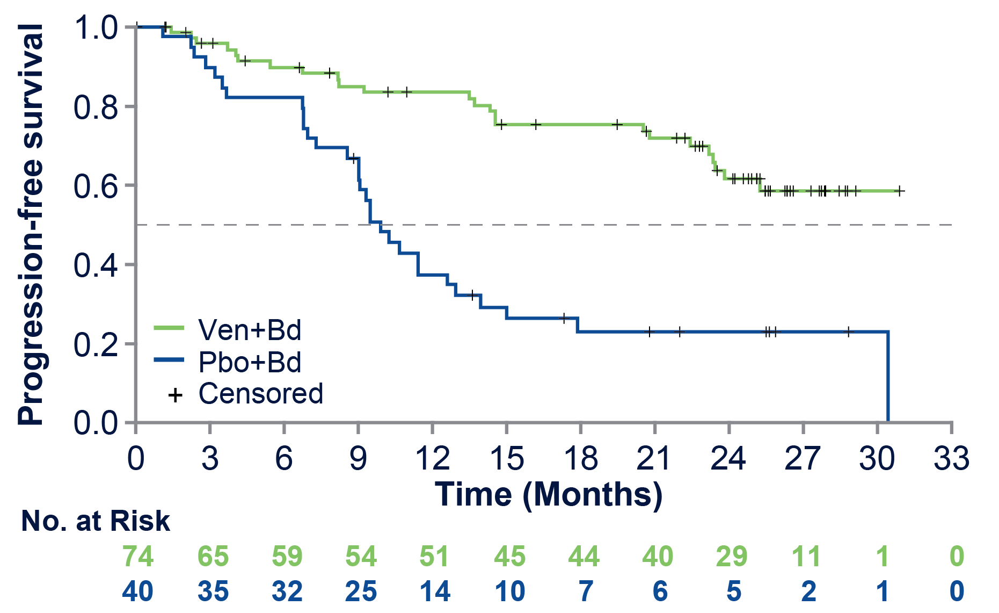 Progression-free survival
1.0
0.8
0.6
0.4
0.2
0.0
Ven+Bd
Pbo+Bd
+ Censored
0 3 6 9 12 15 18 21 24 27 30 33
Time (Months)
No. at Risk
74 65 59 54 51 45 44 40 29 11 1 0
40 35 32 25 14 10 7 6 5 2 1 0